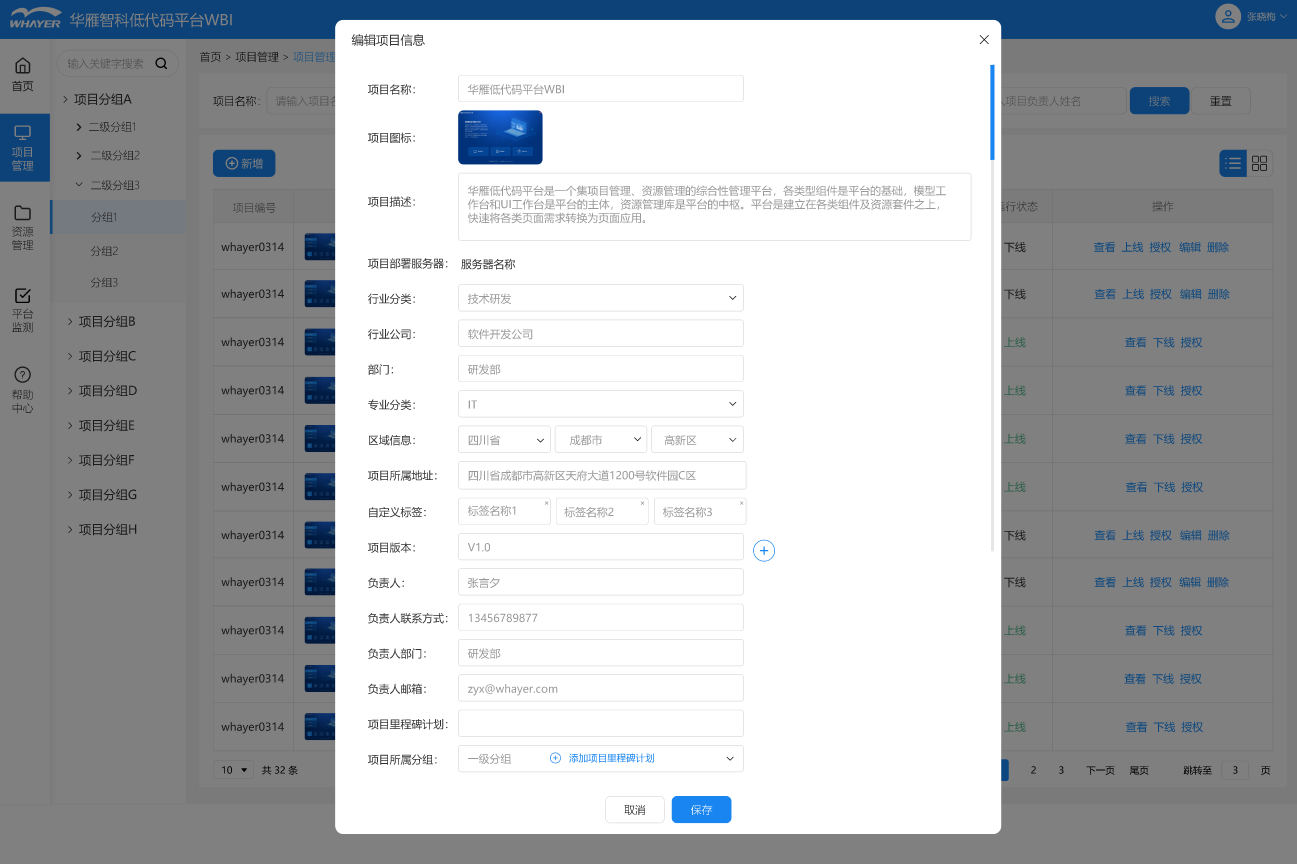 WHAYER 华雁智科低代码平台WBI
张晓梅
首页
项目管理
资源管理
平台监测
帮助中心
输入关键字搜索
项目分组A
二级分组1
二级分组2
二级分组3
分组1
分组2
分组3
项目分组B
项目分组C
项目分组D
项目分组E
项目分组F
项目分组G
项目分组H
首页 > 项目管理 > 项目管理
项目名称: 请输入项目名
项目负责人姓名 搜索 重置
新增
项目编号 行状态 操作
whayer0314 下线 查看 上线 授权 编辑 删除
whayer0314 下线 查看 上线 授权 编辑 删除
whayer0314 上线 查看 下线 授权
whayer0314 上线 查看 下线 授权
whayer0314 上线 查看 下线 授权
whayer0314 上线 查看 下线 授权
whayer0314 下线 查看 上线 授权 编辑 删除
whayer0314 下线 查看 上线 授权 编辑 删除
whayer0314 上线 查看 下线 授权
whayer0314 上线 查看 下线 授权
whayer0314 上线 查看 下线 授权
10 共 32 条 2 3 下一页 尾页 跳转至 3 页
编辑项目信息
项目名称: 华雁低代码平台WBI
项目图标:
项目描述: 华雁低代码平台是一个集项目管理、资源管理的综合性管理平台，各类型组件是平台的基础，模型工
作台和UI工作台是平台的主体，资源管理库是平台的中枢。平台是建立在各类组件及资源套件之上，
快速将各类页面需求转换为页面应用。
项目部署服务器: 服务器名称
行业分类: 技术研发
行业公司: 软件开发公司
部门: 研发部
专业分类: IT
区域信息: 四川省 成都市 高新区
项目所属地址: 四川省成都市高新区天府大道1200号软件园C区
自定义标签: 标签名称1 × 标签名称2 × 标签名称3 ×
项目版本: V1.0
负责人: 张言夕
负责人联系方式: 13456789877
负责人部门: 研发部
负责人邮箱: zyx@whayer.com
项目里程碑计划:
项目所属分组: 一级分组 添加项目里程碑计划
取消 保存